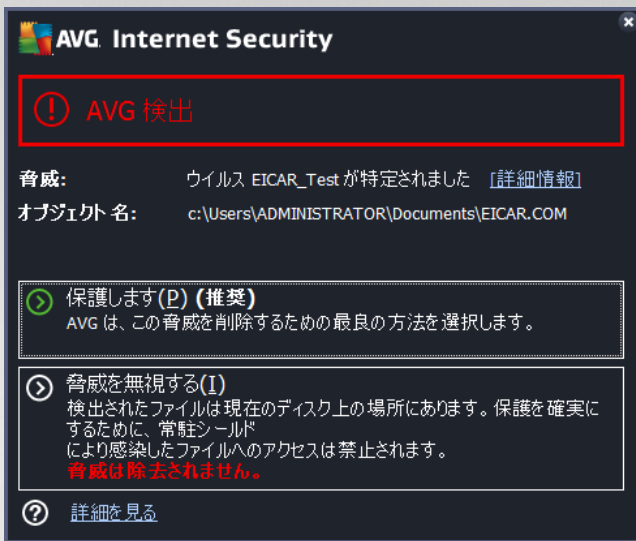 AVG. Internet Security
AVG 検出
脅威: ウイルス EICAR_Test が特定されました [詳細情報]
オブジェクト名: c:\Users\ADMINISTRATOR\Documents\EICAR.COM
保護します(P) (推奨)
AVG は、この脅威を削除するための最良の方法を選択します。
脅威を無視する(I)
検出されたファイルは現在のディスク上の場所にあります。保護を確実に
するために、常駐シールド
により感染したファイルへのアクセスは禁止されます。
脅威は除去されません。
詳細を見る